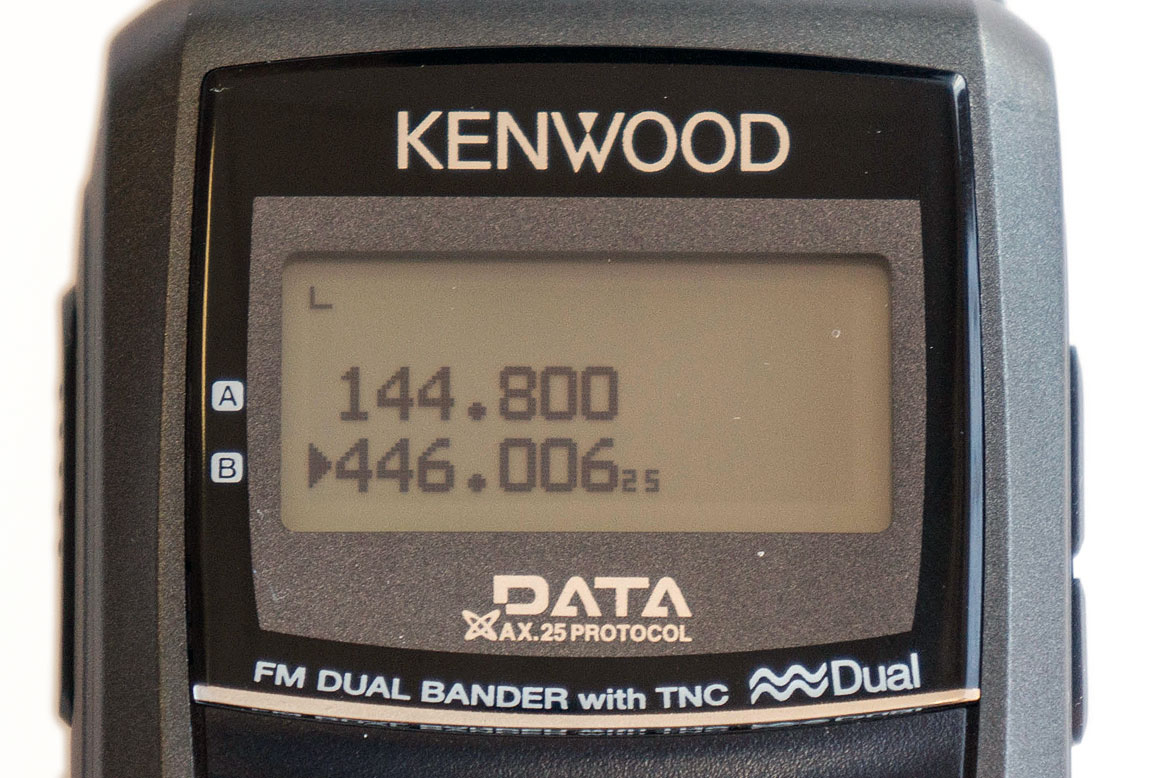 KENWOOD
L
A 144.800
B ▶446.00625
DATA
AX.25 PROTOCOL
FM DUAL BANDER with TNC Dual